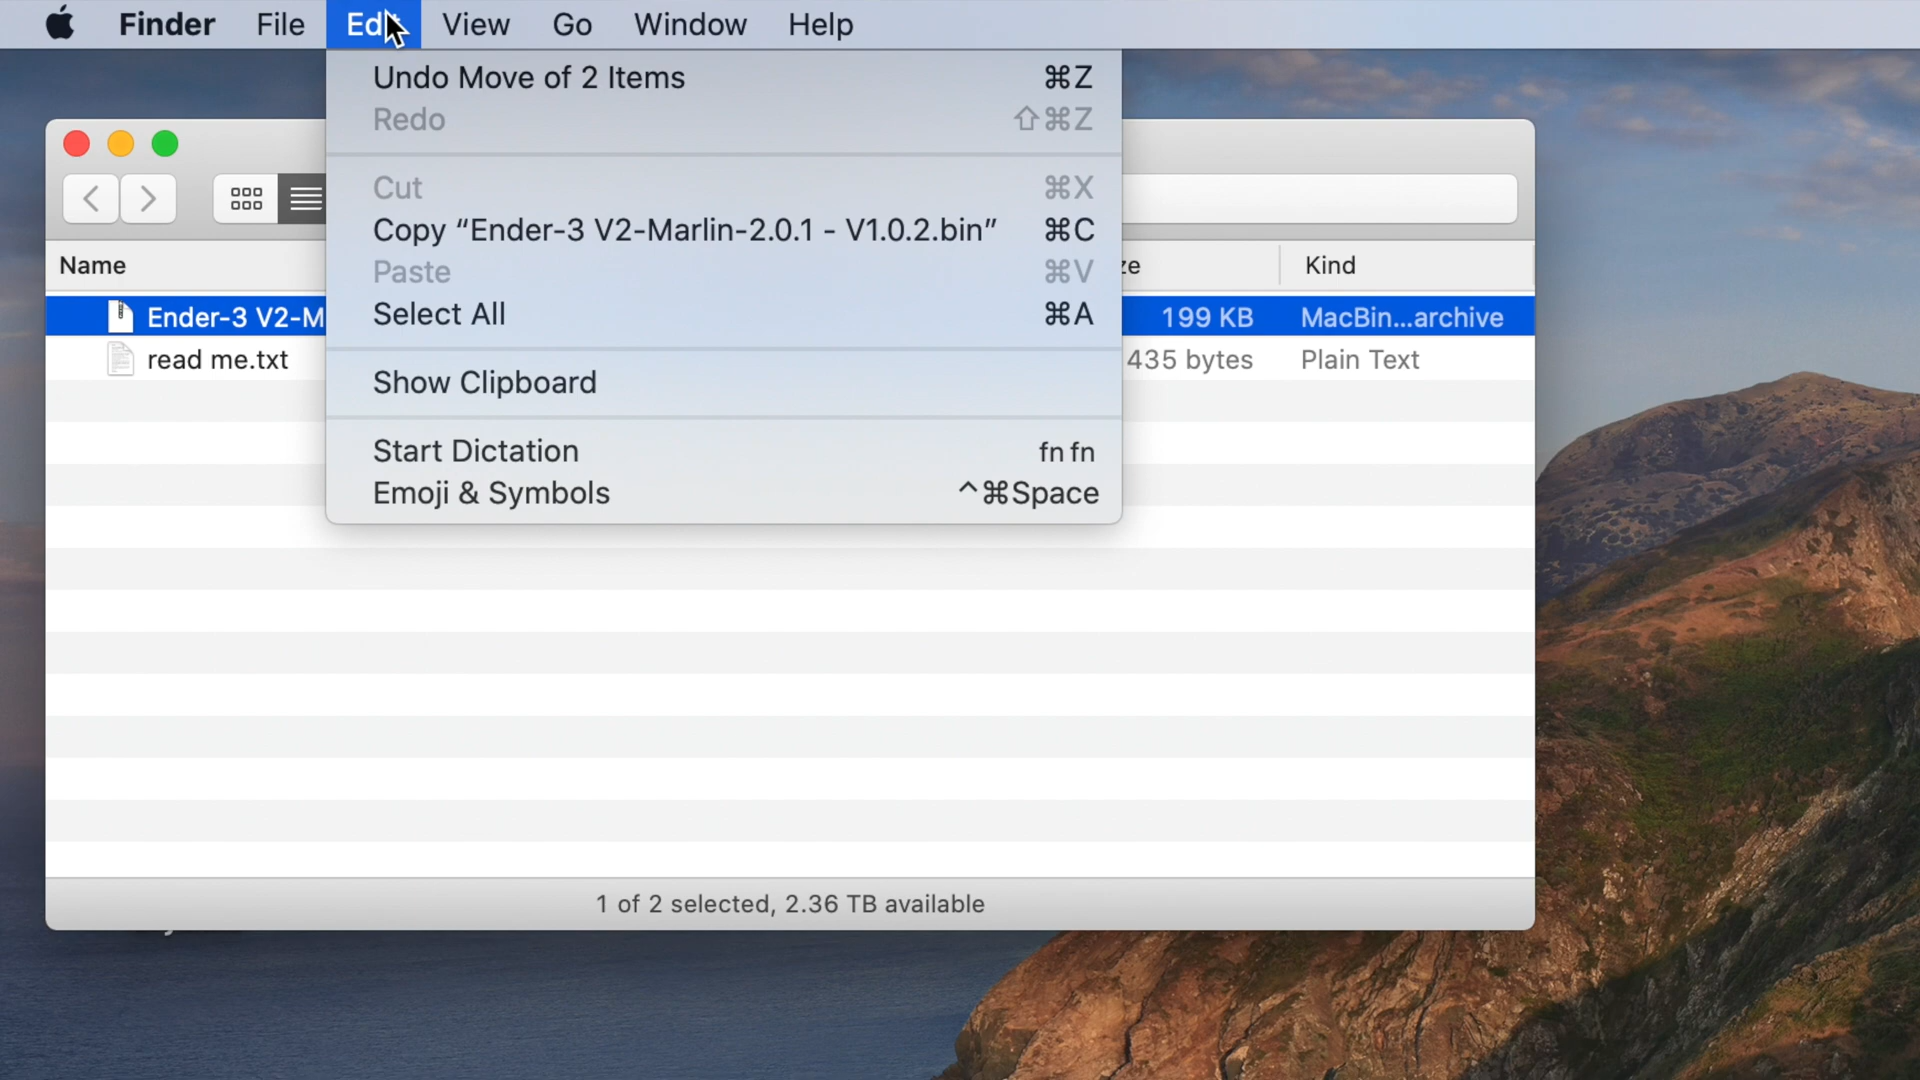 Finder File Edit View Go Window Help
Undo Move of 2 Items ⌘Z
Redo ⇧⌘Z
Cut ⌘X
Copy “Ender-3 V2-Marlin-2.0.1 - V1.0.2.bin” ⌘C
Paste ⌘V
Select All ⌘A
Show Clipboard
Start Dictation fn fn
Emoji & Symbols ^⌘Space
Name ze Kind
Ender-3 V2-M 199 KB MacBin...archive
read me.txt 435 bytes Plain Text
1 of 2 selected, 2.36 TB available